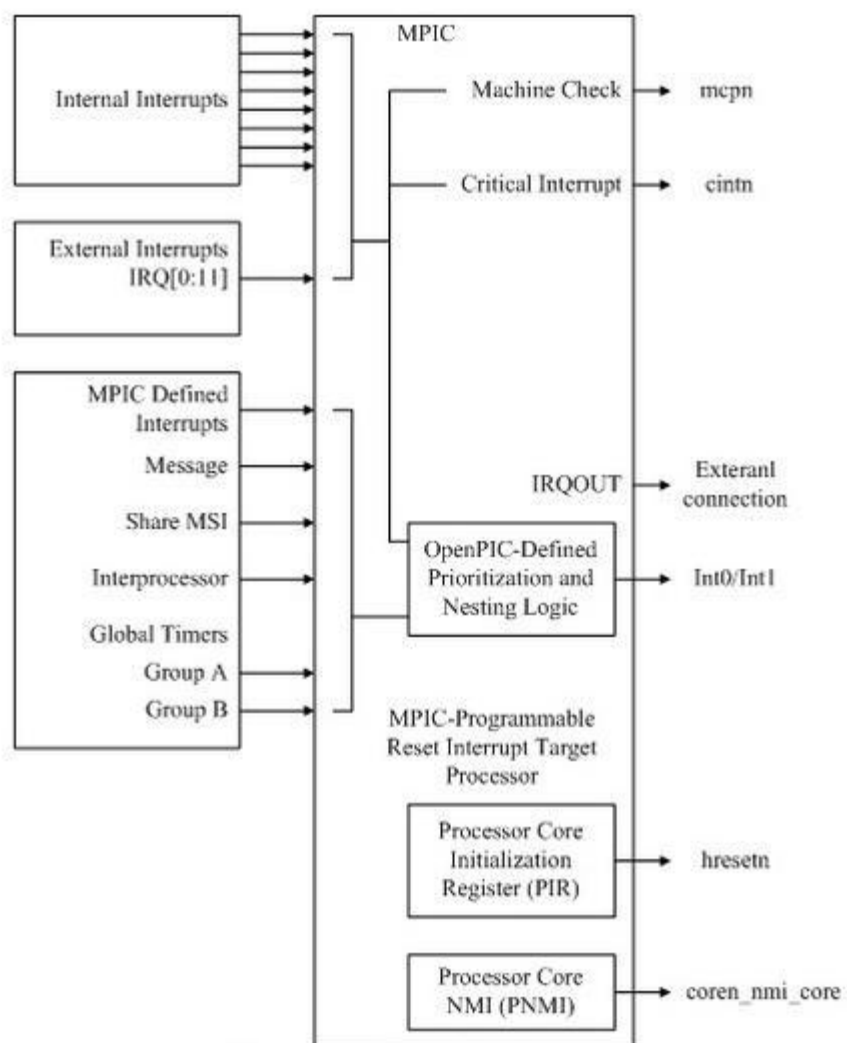 MPIC
Internal Interrupts
Machine Check
mcpn
Critical Interrupt
cintn
External Interrupts
IRQ[0:11]
MPIC Defined
Interrupts
Message
Share MSI
Interprocessor
Global Timers
Group A
Group B
IRQOUT
Exteranl
connection
OpenPIC-Defined
Prioritization and
Nesting Logic
Int0/Int1
MPIC-Programmable
Reset Interrupt Target
Processor
Processor Core
Initialization
Register (PIR)
hresetn
Processor Core
NMI (PNMI)
coren_nmi_core